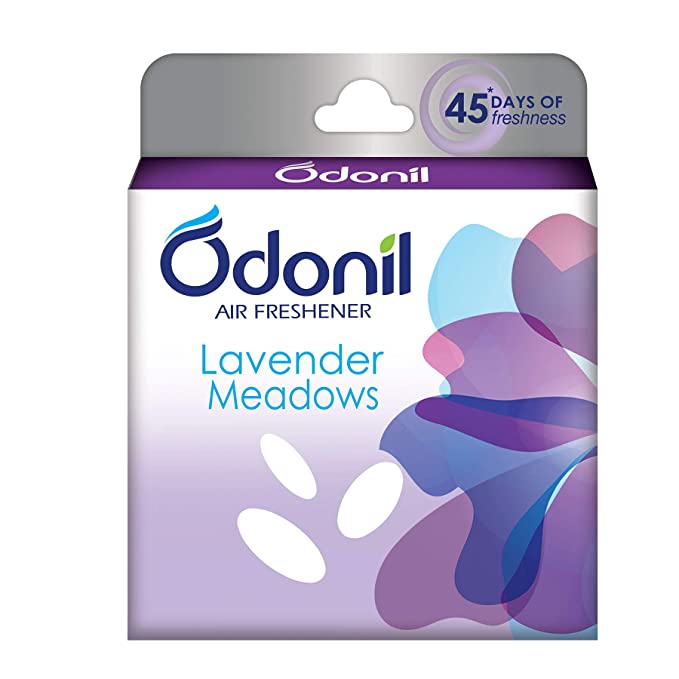 45* DAYS OF
freshness
Odonil
Odonil
AIR FRESHENER
Lavender
Meadows